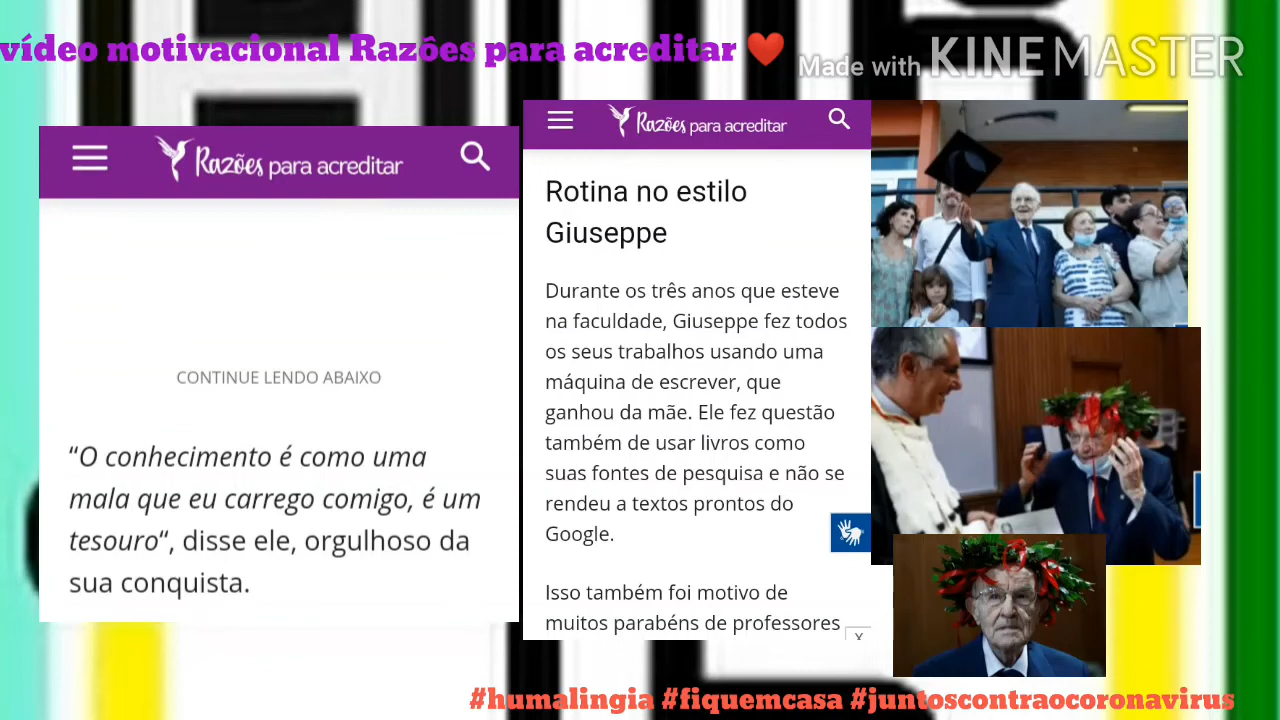 vídeo motivacional Razões para acreditar ❤️
Made with KINEMASTER
Razões para acreditar
CONTINUE LENDO ABAIXO
“O conhecimento é como uma
mala que eu carrego comigo, é um
tesouro“, disse ele, orgulhoso da
sua conquista.
Razões para acreditar
Rotina no estilo
Giuseppe
Durante os três anos que esteve
na faculdade, Giuseppe fez todos
os seus trabalhos usando uma
máquina de escrever, que
ganhou da mãe. Ele fez questão
também de usar livros como
suas fontes de pesquisa e não se
rendeu a textos prontos do
Google.
Isso também foi motivo de
muitos parabéns de professores
X
#humalingia #fiquemcasa #juntoscontraocoronavirus